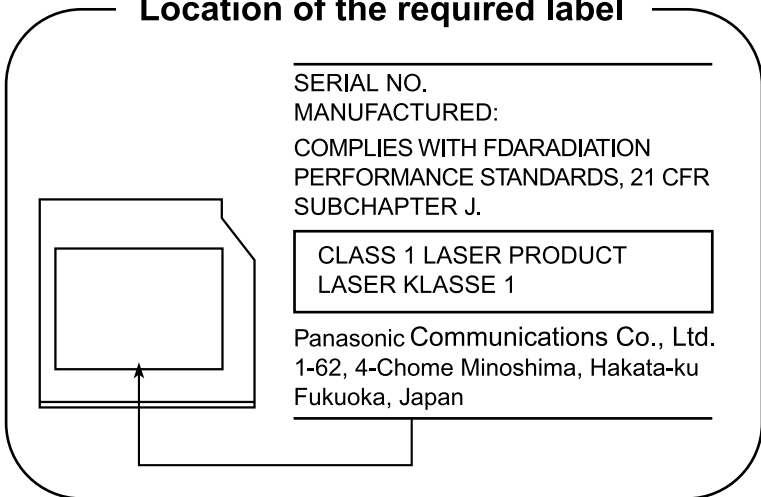 Location of the required label
SERIAL NO.
MANUFACTURED:
COMPLIES WITH FDARADIATION
PERFORMANCE STANDARDS, 21 CFR
SUBCHAPTER J.
CLASS 1 LASER PRODUCT
LASER KLASSE 1
Panasonic Communications Co., Ltd.
1-62, 4-Chome Minoshima, Hakata-ku
Fukuoka, Japan